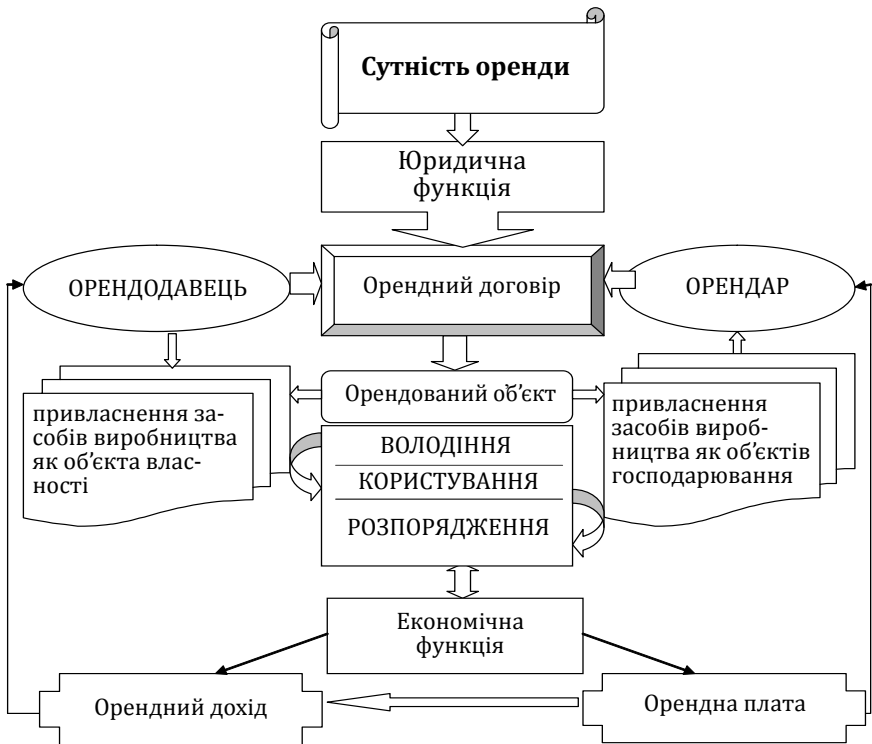 Сутність оренди
Юридична
функція
ОРЕНДОДАВЕЦЬ
Орендний договір
ОРЕНДАР
Орендований об’єкт
привласнення за-
собів виробництва
як об’єкта влас-
ності
ВОЛОДІННЯ
КОРИСТУВАННЯ
РОЗПОРЯДЖЕННЯ
привласнення
засобів вироб-
ництва як об’єктів
господарювання
Економічна
функція
Орендний дохід
Орендна плата